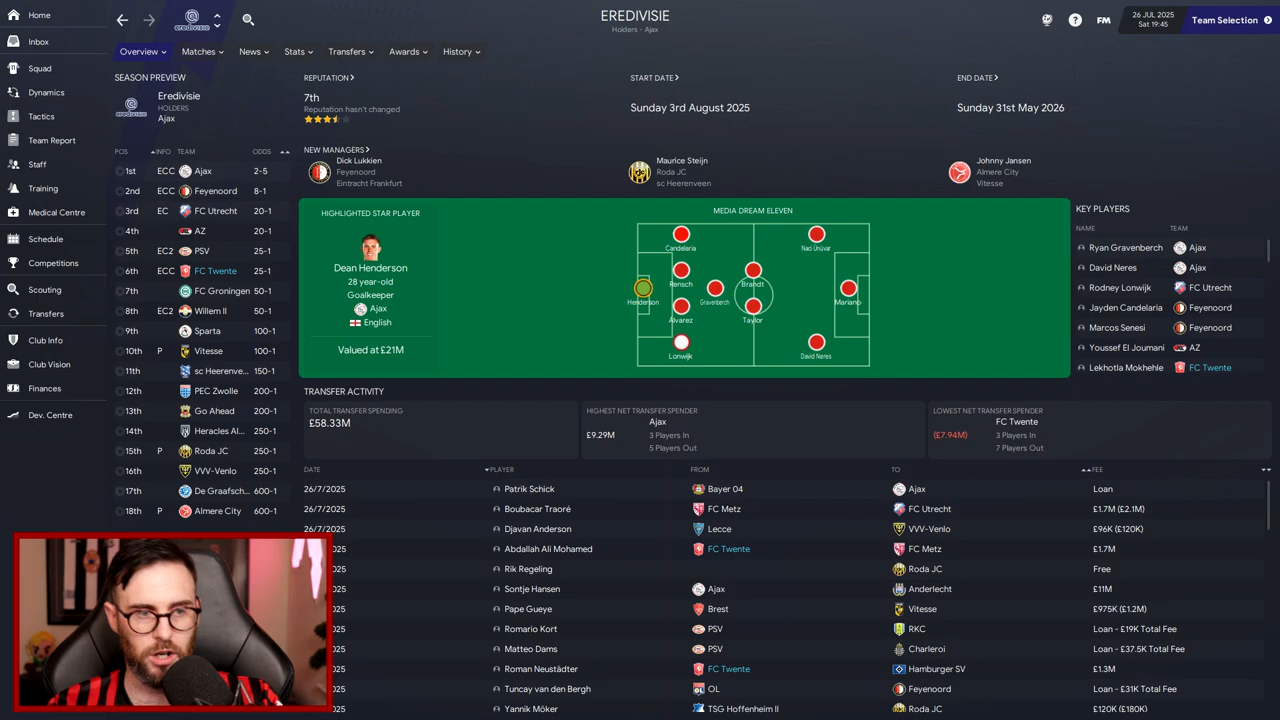 Home
Inbox
Squad
Dynamics
Tactics
Team Report
Staff
Training
Medical Centre
Schedule
Competitions
Scouting
Transfers
Club Info
Club Vision
Finances
Dev. Centre
eredivisie
EREDIVISIE
Holders - Ajax
FM
26 JUL 2025
Sat 19:45
Team Selection
Overview
Matches
News
Stats
Transfers
Awards
History
SEASON PREVIEW
Eredivisie
HOLDERS
Ajax
POS INFO TEAM ODDS
1st ECC Ajax 2-5
2nd ECC Feyenoord 8-1
3rd EC FC Utrecht 20-1
4th AZ 20-1
5th EC2 PSV 25-1
6th ECC FC Twente 25-1
7th FC Groningen 50-1
8th EC2 Willem II 50-1
9th Sparta 100-1
10th P Vitesse 100-1
11th sc Heerenve... 150-1
12th PEC Zwolle 200-1
13th Go Ahead 200-1
14th Heracles Al... 200-1
15th P Roda JC 250-1
16th VVV-Venlo 250-1
17th De Graafsch... 600-1
18th P Almere City 600-1
REPUTATION
7th
Reputation hasn't changed
START DATE
Sunday 3rd August 2025
END DATE
Sunday 31st May 2026
NEW MANAGERS
Dick Lukkien
Feyenoord
Eintracht Frankfurt
Maurice Steijn
Roda JC
sc Heerenveen
Johnny Jansen
Almere City
Vitesse
HIGHLIGHTED STAR PLAYER
Dean Henderson
28 year-old
Goalkeeper
Ajax
English
Valued at £21M
MEDIA DREAM ELEVEN
Candelaria
Nad Ünüvar
Rensch
Brandt
Henderson
Gravenberch
Mariano
Álvarez
Taylor
Lonwijk
David Neres
KEY PLAYERS
NAME TEAM
Ryan Gravenberch Ajax
David Neres Ajax
Rodney Lonwijk FC Utrecht
Jayden Candelaria Feyenoord
Marcos Senesi Feyenoord
Youssef El Joumani AZ
Lekhotla Mokhehle FC Twente
TRANSFER ACTIVITY
TOTAL TRANSFER SPENDING
£58.33M
HIGHEST NET TRANSFER SPENDER
Ajax
£9.29M
3 Players In
5 Players Out
LOWEST NET TRANSFER SPENDER
FC Twente
(£7.94M)
3 Players In
7 Players Out
DATE PLAYER FROM TO FEE
26/7/2025 Patrik Schick Bayer 04 Ajax Loan
26/7/2025 Boubacar Traoré FC Metz FC Utrecht £1.7M (£2.1M)
26/7/2025 Djavan Anderson Lecce VVV-Venlo £96K (£120K)
2025 Abdallah Ali Mohamed FC Twente FC Metz £1.7M
2025 Rik Regeling Roda JC Free
2025 Sontje Hansen Ajax Anderlecht £11M
2025 Pape Gueye Brest Vitesse £975K (£1.2M)
2025 Romario Kort PSV RKC Loan - £19K Total Fee
2025 Matteo Dams PSV Charleroi Loan - £37.5K Total Fee
2025 Roman Neustädter FC Twente Hamburger SV £1.3M
2025 Tuncay van den Bergh OL Feyenoord Loan - £31K Total Fee
2025 Yannik Möker TSG Hoffenheim II Roda JC £120K (£180K)